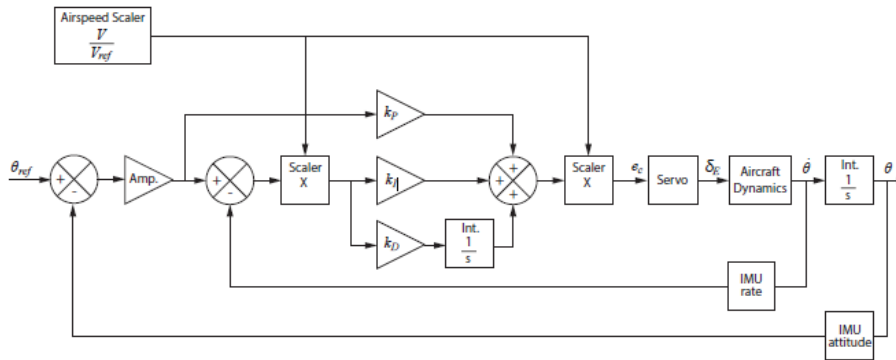 Airspeed Scaler
V
V_ref
k_P
θ_ref
+
-
Amp.
+
-
Scaler
X
k_I
+
+
+
Scaler
X
e_c
Servo
δ_E
Aircraft
Dynamics
θ̇
Int.
1
s
θ
k_D
Int.
1
s
IMU
rate
IMU
attitude